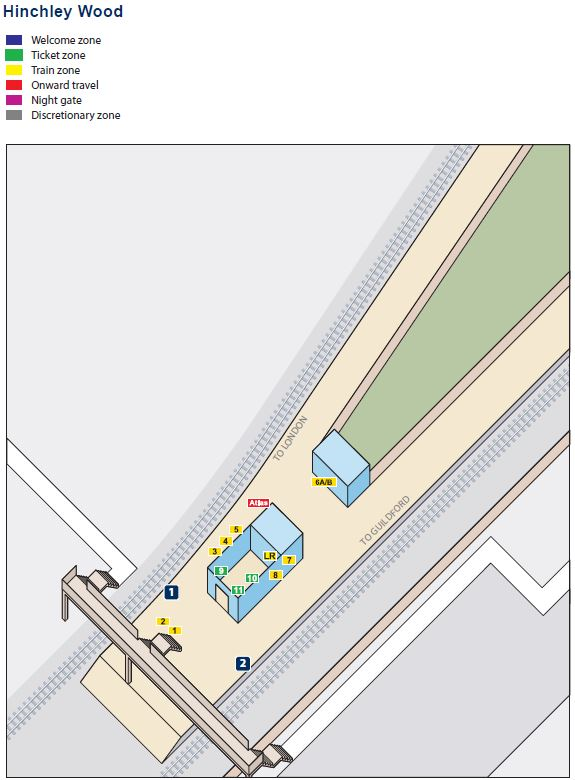 Hinchley Wood
Welcome zone
Ticket zone
Train zone
Onward travel
Night gate
Discretionary zone
TO LONDON
6A/B
TO GUILDFORD
5
4
3
LR
7
8
9
10
11
1
2
1
2